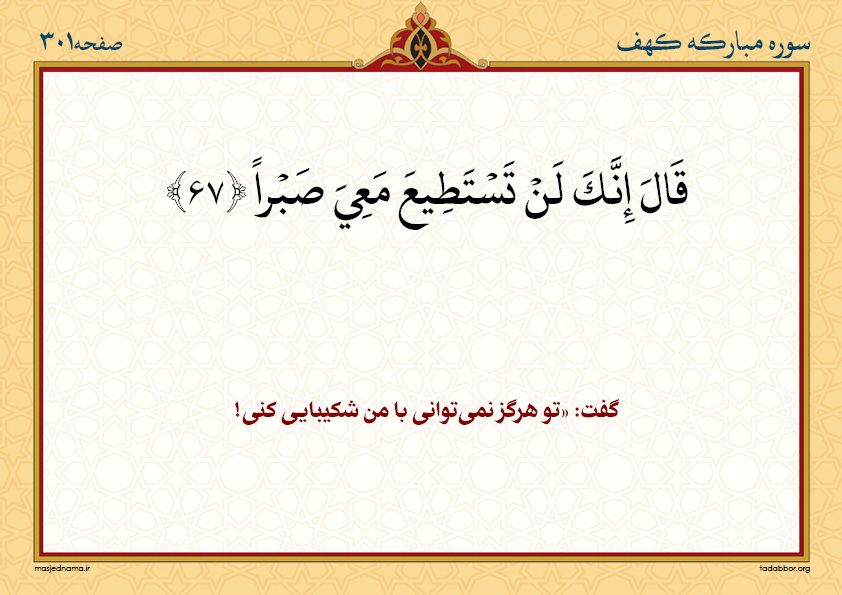 سوره مبارکه کهف
صفحه۳۰۱
قَالَ إِنَّكَ لَنْ تَسْتَطِيعَ مَعِيَ صَبْراً ﴿۶۷﴾
گفت: «تو هرگز نمی‌توانی با من شکیبایی کنی!
masjednama.ir
tadabbor.org